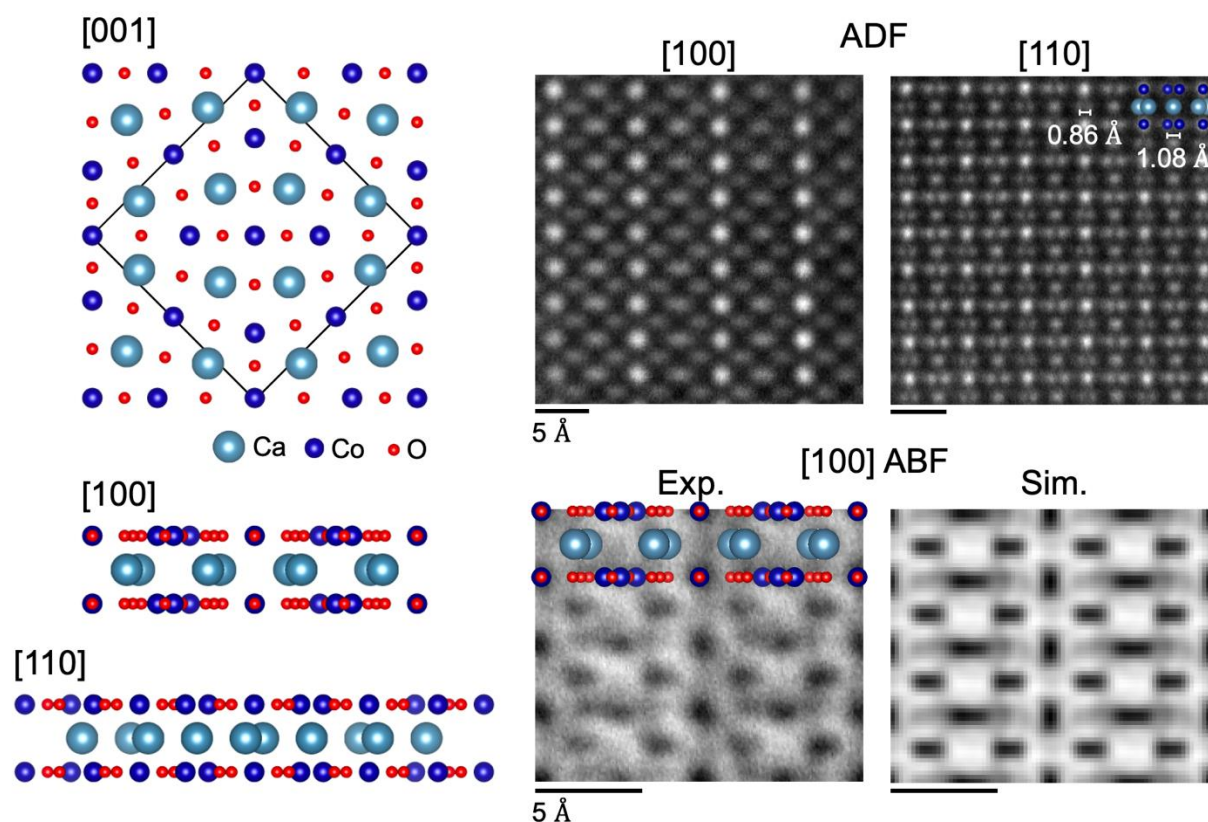 [001]
Ca Co O
[100]
[110]
ADF
[100] [110]
0.86 Å
1.08 Å
5 Å
[100] ABF
Exp. Sim.
5 Å